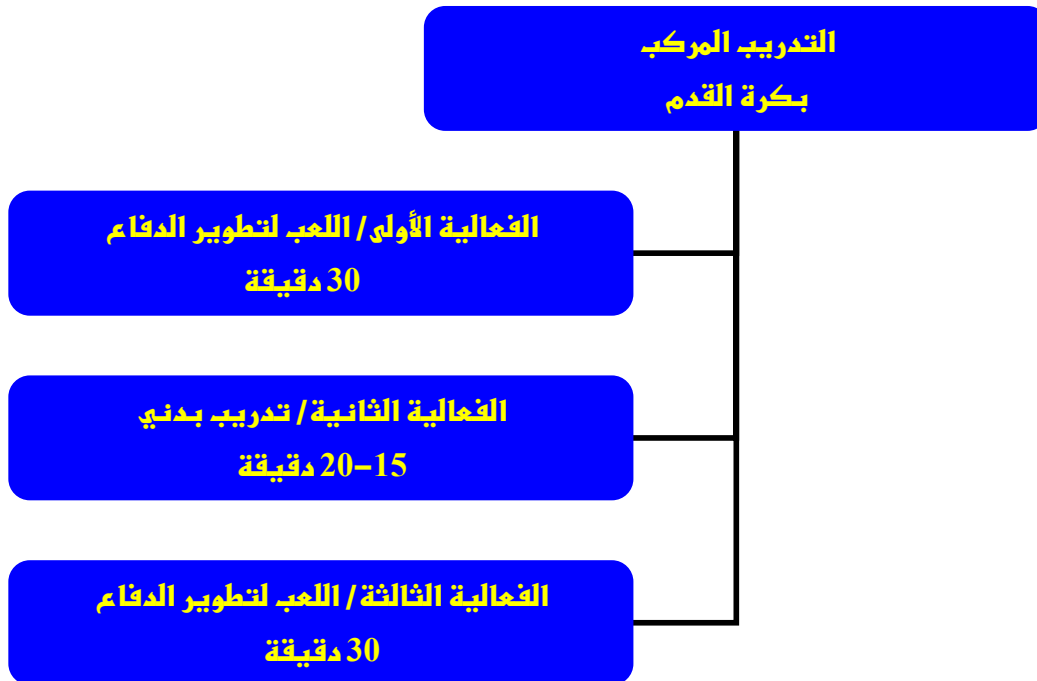 التدريب المركب
بكرة القدم
الفعالية الأولى/ اللعب لتطوير الدفاع
30 دقيقة
الفعالية الثانية/ تدريب بدني
15–20 دقيقة
الفعالية الثالثة/ اللعب لتطوير الدفاع
30 دقيقة